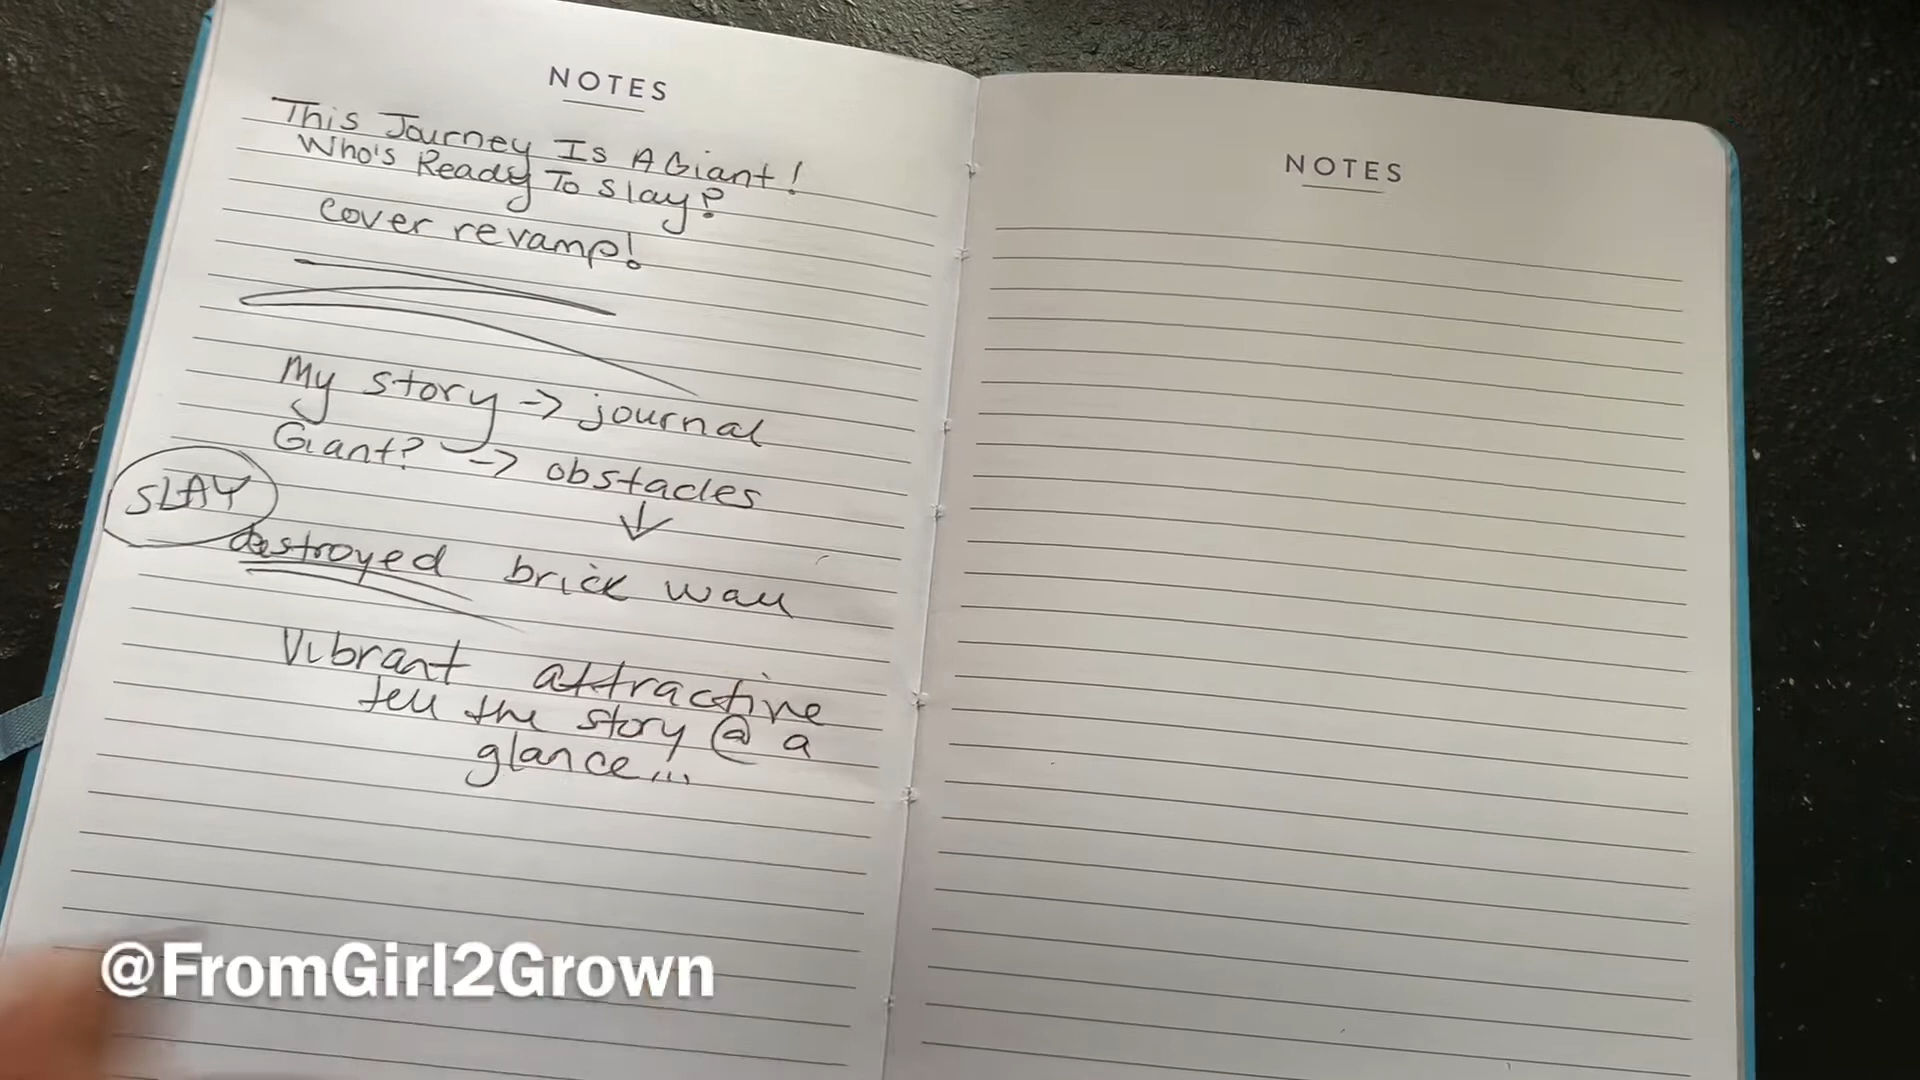 NOTES
This Journey Is A Giant!
Who's Ready To Slay?
cover revamp!
My story -> journal
Giant? -> obstacles
SLAY
destroyed brick wall
Vibrant attractive
tell the story @ a
glance...
NOTES
@FromGirl2Grown